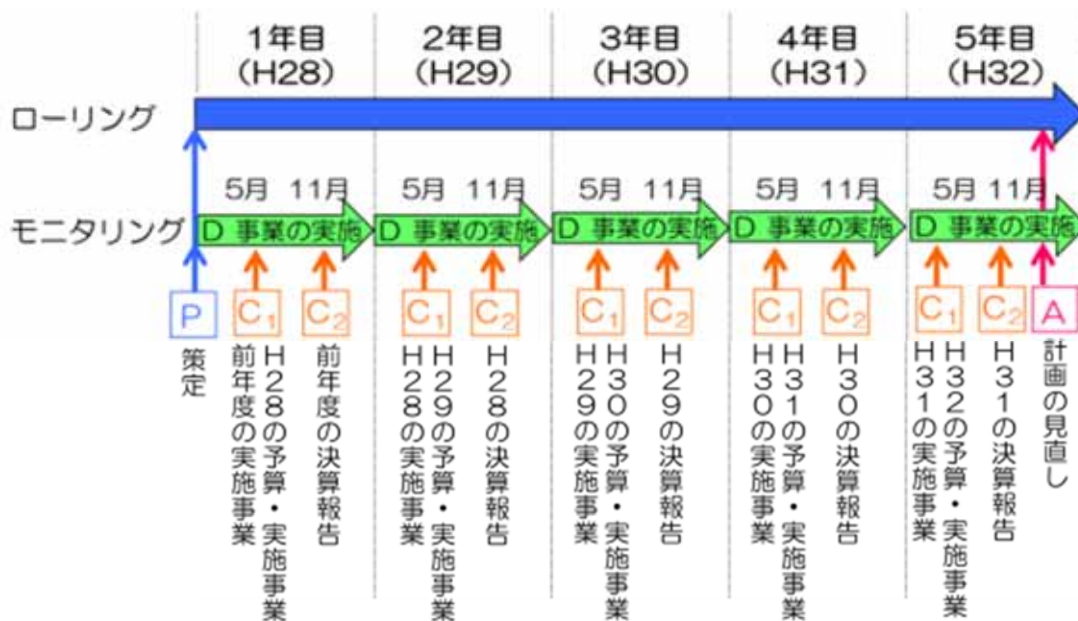 1年目
(H28)
2年目
(H29)
3年目
(H30)
4年目
(H31)
5年目
(H32)
ローリング
5月 11月
5月 11月
5月 11月
5月 11月
5月 11月
モニタリング
D 事業の実施
D 事業の実施
D 事業の実施
D 事業の実施
D 事業の実施
P
C₁
C₂
C₁
C₂
C₁
C₂
C₁
C₂
C₁
C₂
A
策定
H28の予算・実施事業
前年度の実施事業
前年度の決算報告
H29の予算・実施事業
H28の実施事業
H28の決算報告
H30の予算・実施事業
H29の実施事業
H29の決算報告
H31の予算・実施事業
H30の実施事業
H30の決算報告
H32の予算・実施事業
H31の実施事業
H31の決算報告
計画の見直し